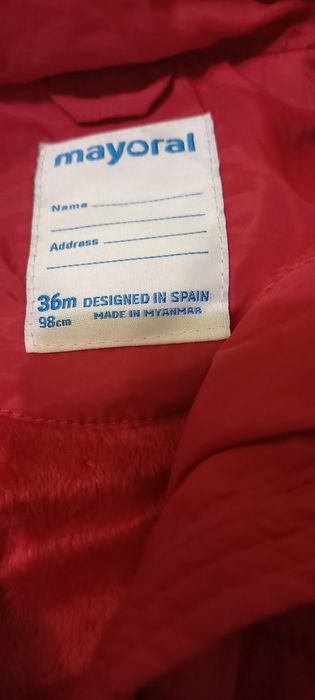 mayoral
Name
Address
36m DESIGNED IN SPAIN
98cm MADE IN MYANMAR